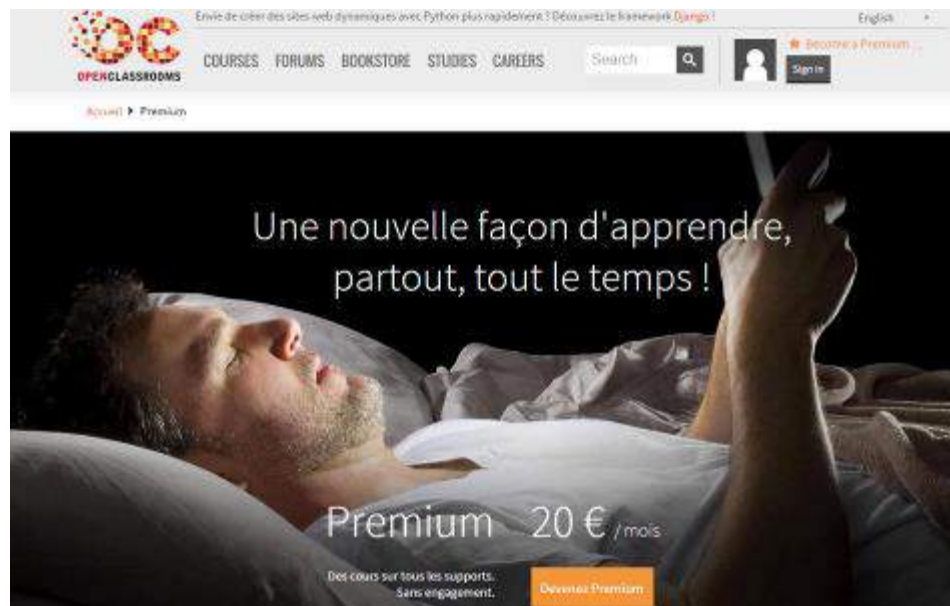 Envie de créer des sites web dynamiques avec Python plus rapidement ? Découvrez le framework Django !
English
OC
OPENCLASSROOMS
COURSES FORUMS BOOKSTORE STUDIES CAREERS
Search
Become a Premium ...
Sign in
Accueil Premium
Une nouvelle façon d'apprendre,
partout, tout le temps !
Premium 20 € / mois
Des cours sur tous les supports.
Sans engagement.
Devenez Premium